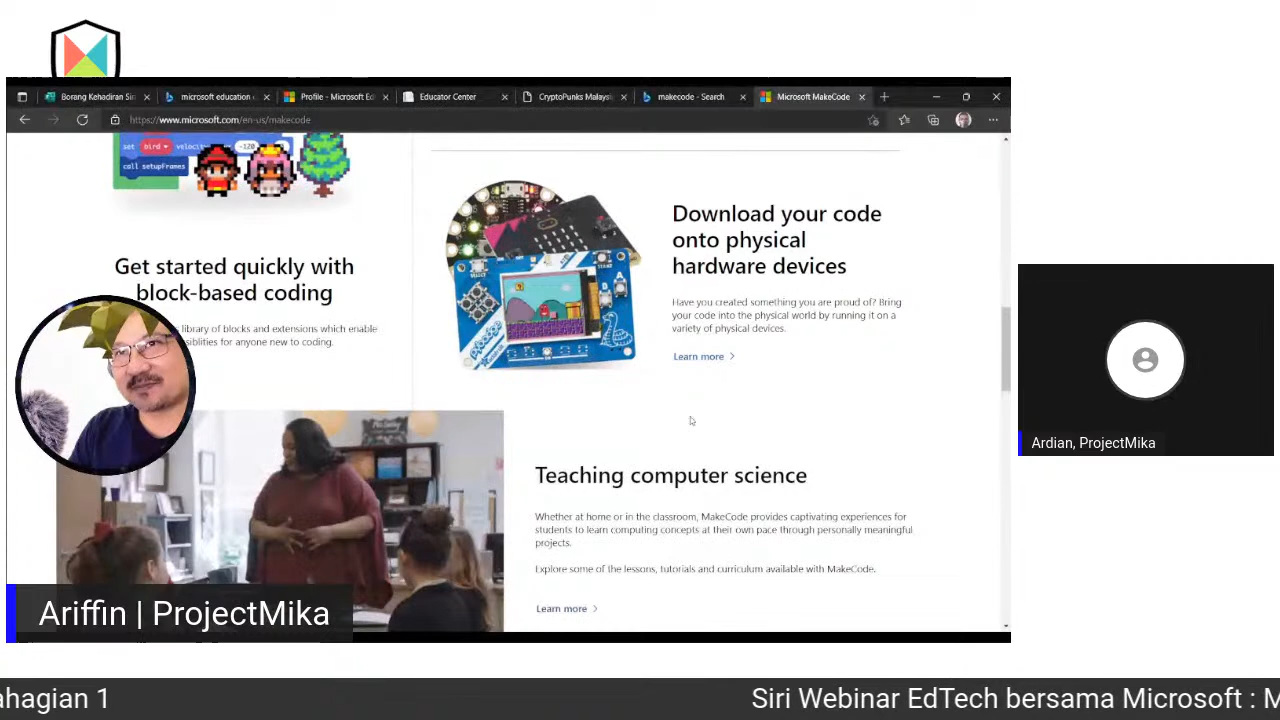 Borang Kehadiran Siri
microsoft education
Profile - Microsoft Ed
Educator Center
CryptoPunks Malaysi
makecode - Search
Microsoft MakeCode
https://www.microsoft.com/en-us/makecode
set bird velocity -120
call setupFrames
Get started quickly with
block-based coding
library of blocks and extensions which enable
for anyone new to coding.
Download your code
onto physical
hardware devices
Have you created something you are proud of? Bring
your code into the physical world by running it on a
variety of physical devices.
Learn more
Teaching computer science
Whether at home or in the classroom, MakeCode provides captivating experiences for
students to learn computing concepts at their own pace through personally meaningful
projects.
Explore some of the lessons, tutorials and curriculum available with MakeCode.
Learn more
Ariffin | ProjectMika
Ardian, ProjectMika
ahagian 1
Siri Webinar EdTech bersama Microsoft : M